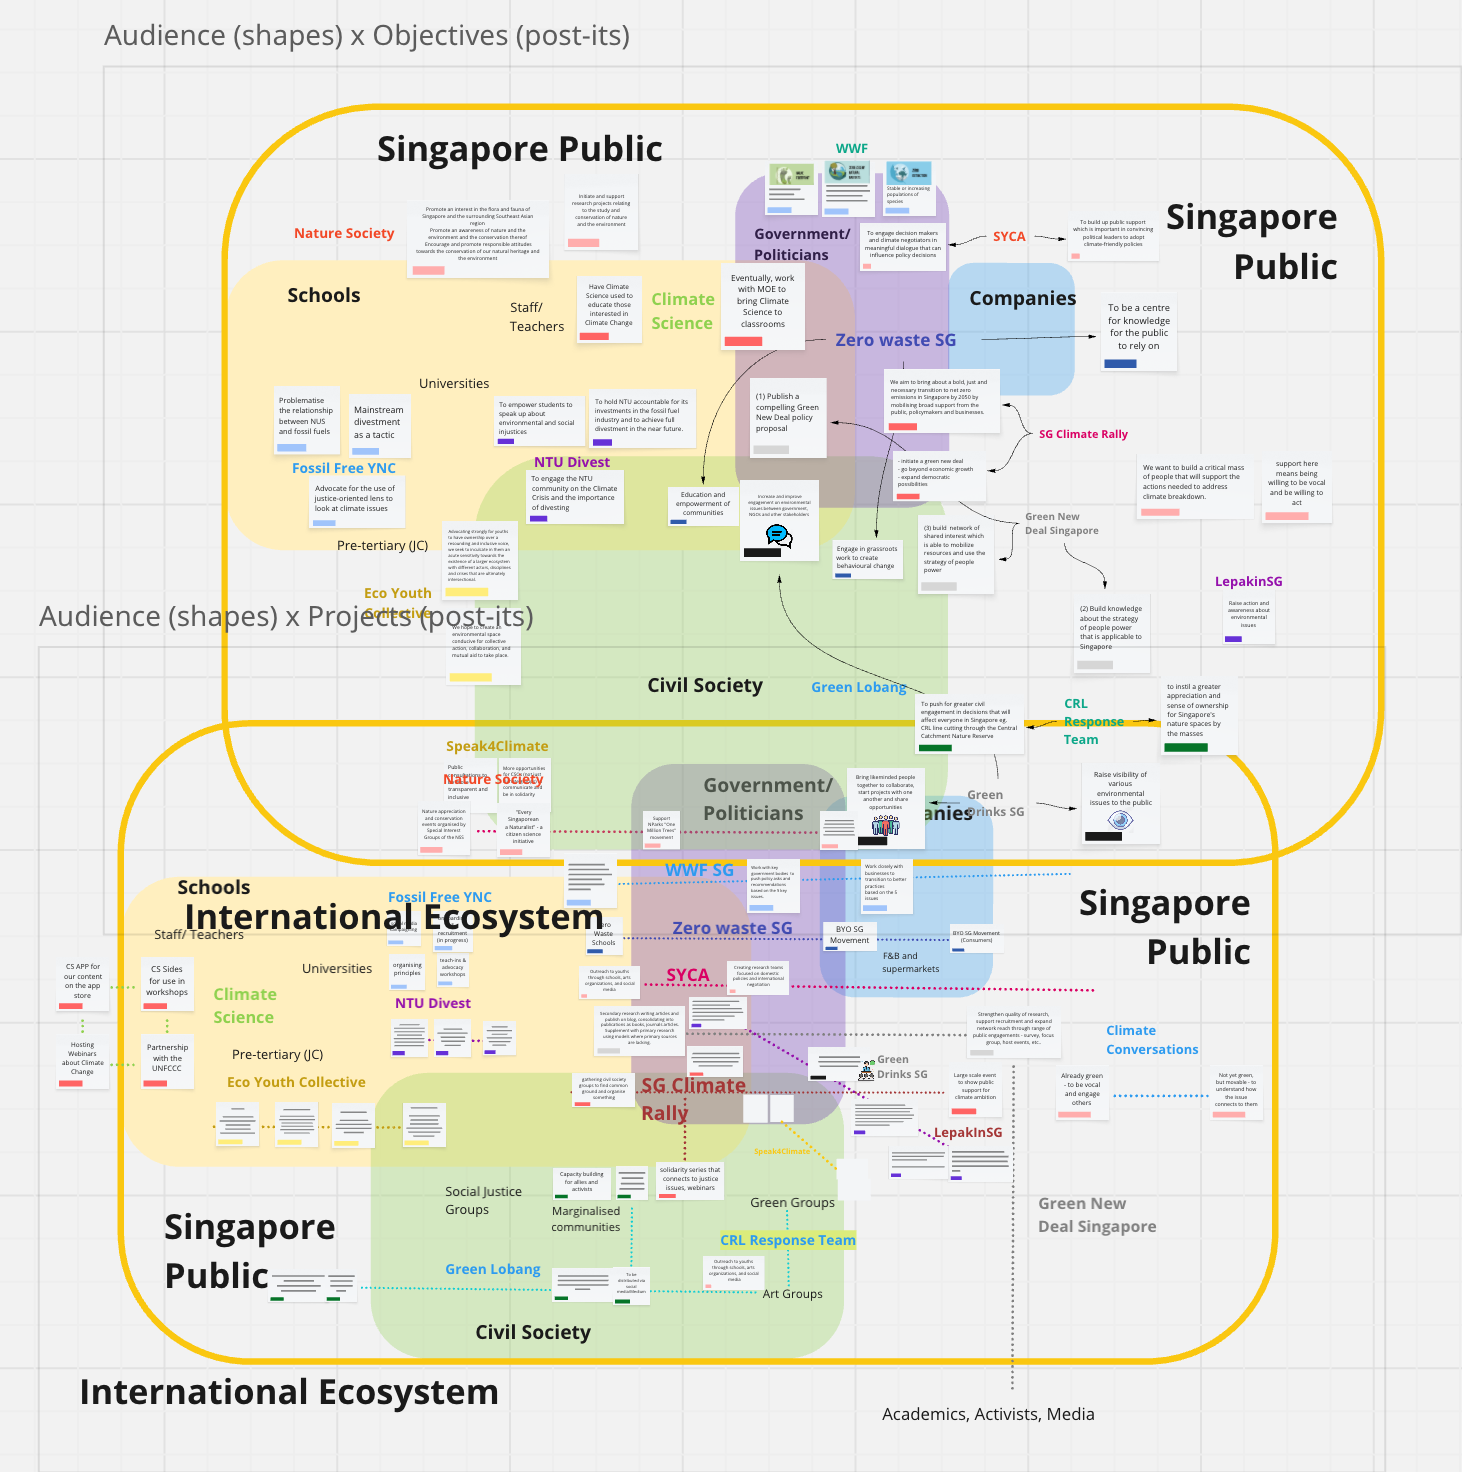 Audience (shapes) x Objectives (post-its)
Singapore Public
WWF
Stable or increasing
populations of
species
Singapore
Public
Nature Society
Promote an interest in the flora and fauna of
Singapore and the surrounding Southeast Asian
region
Promote an awareness of nature and the
environment and the conservation thereof
Encourage and promote responsible attitudes
towards the conservation of our natural heritage and
the environment
Initiate and support
research projects relating
to the study and
conservation of nature
and the environment
Government/
Politicians
To engage decision makers
and climate negotiators in
meaningful dialogue that can
influence policy decisions
SYCA
To build up public support
which is important in convincing
political leaders to adopt
climate-friendly policies
Schools
Staff/
Teachers
Have Climate
Science used to
educate those
interested in
Climate Change
Climate
Science
Eventually, work
with MOE to
bring Climate
Science to
classrooms
Companies
To be a centre
for knowledge
for the public
to rely on
Zero waste SG
Universities
Problematise
the relationship
between NUS
and fossil fuels
Mainstream
divestment
as a tactic
Fossil Free YNC
Advocate for the use of
justice-oriented lens to
look at climate issues
To empower students to
speak up about
environmental and social
injustices
To hold NTU accountable for its
investments in the fossil fuel
industry and to achieve full
divestment in the near future.
NTU Divest
To engage the NTU
community on the Climate
Crisis and the importance
of divesting
(1) Publish a
compelling Green
New Deal policy
proposal
We aim to bring about a bold, just and
necessary transition to net zero
emissions in Singapore by 2050 by
mobilising broad support from the
public, policymakers and businesses.
SG Climate Rally
- initiate a green new deal
- go beyond economic growth
- expand democratic
possibilities
We want to build a critical mass
of people that will support the
actions needed to address
climate breakdown.
support here
means being
willing to be vocal
and be willing to
act
Education and
empowerment of
communities
Increase and improve
engagement on environmental
issues between government,
NGOs and other stakeholders
Engage in grassroots
work to create
behavioural change
(3) build network of
shared interest which
is able to mobilize
resources and use the
strategy of people
power
Green New
Deal Singapore
Pre-tertiary (JC)
Advocating strongly for youths
to have ownership over a
resounding and inclusive voice,
we seek to inculcate in them an
acute sensitivity towards the
existence of a larger ecosystem
with different actors, disciplines
and crises that are ultimately
intersectional.
Eco Youth
Collective
We hope to create an
environmental space
conducive for collective
action, collaboration, and
mutual aid to take place.
(2) Build knowledge
about the strategy
of people power
that is applicable to
Singapore
LepakinSG
Raise action and
awareness about
environmental
issues
Audience (shapes) x Projects (post-its)
Civil Society
Green Lobang
To push for greater civil
engagement in decisions that will
affect everyone in Singapore eg.
CRL line cutting through the Central
Catchment Nature Reserve
CRL
Response
Team
to instil a greater
appreciation and
sense of ownership
for Singapore's
nature spaces by
the masses
Speak4Climate
Public
consultations to
transparent and
inclusive
More opportunities
communicate and
be in solidarity
Nature Society
Nature appreciation
and conservation
events organised by
Special Interest
Groups of the NSS
"Every
Singaporean
a Naturalist" - a
citizen science
initiative
Support
NParks "One
Million Trees"
movement
Government/
Politicians
Bring likeminded people
together to collaborate,
start projects with one
another and share
opportunities
anies
Green
Drinks SG
Raise visibility of
various
environmental
issues to the public
WWF SG
Work with key
government bodies to
push policy asks and
recommendations
based on the 5 key
issues
Work closely with
businesses to
transition to better
practices
based on the 5
issues
Singapore
Public
Schools
International Ecosystem
Fossil Free YNC
recruitment
(in progress)
Staff/ Teachers
Universities
organising
principles
teach-ins &
advocacy
workshops
Zero
Waste
Schools
Zero waste SG
BYO SG
Movement
BYO SG Movement
(Consumers)
F&B and
supermarkets
CS APP for
our content
on the app
store
CS Sides
for use in
workshops
Climate
Science
Hosting
Webinars
about Climate
Change
Partnership
with the
UNFCCC
NTU Divest
Outreach to youths
through schools, arts
organizations, and social
media
SYCA
Creating research teams
focused on domestic
policies and international
negotiation
Secondary research writing articles and
publish on blog, consolidating into
publications as books, journals articles.
Supplement with primary research
using models where primary sources
are lacking.
Strengthen quality of research,
support recruitment and expand
network reach through range of
public engagements - survey, focus
group, host events, etc..
Climate
Conversations
Pre-tertiary (JC)
Eco Youth Collective
gathering civil society
groups to find common
ground and organise
something
SG Climate
Rally
Green
Drinks SG
Large scale event
to show public
support for
climate ambition
Already green
- to be vocal
and engage
others
Not yet green,
but movable - to
understand how
the issue
connects to them
LepakInSG
Speak4Climate
Social Justice
Groups
Capacity building
for allies and
activists
solidarity series that
connects to justice
issues, webinars
Marginalised
communities
Green Groups
Green New
Deal Singapore
Singapore
Public
CRL Response Team
Green Lobang
To be
distributed via
social
media/Medium
Outreach to youths
through schools, arts
organizations, and social
media
Art Groups
Civil Society
International Ecosystem
Academics, Activists, Media